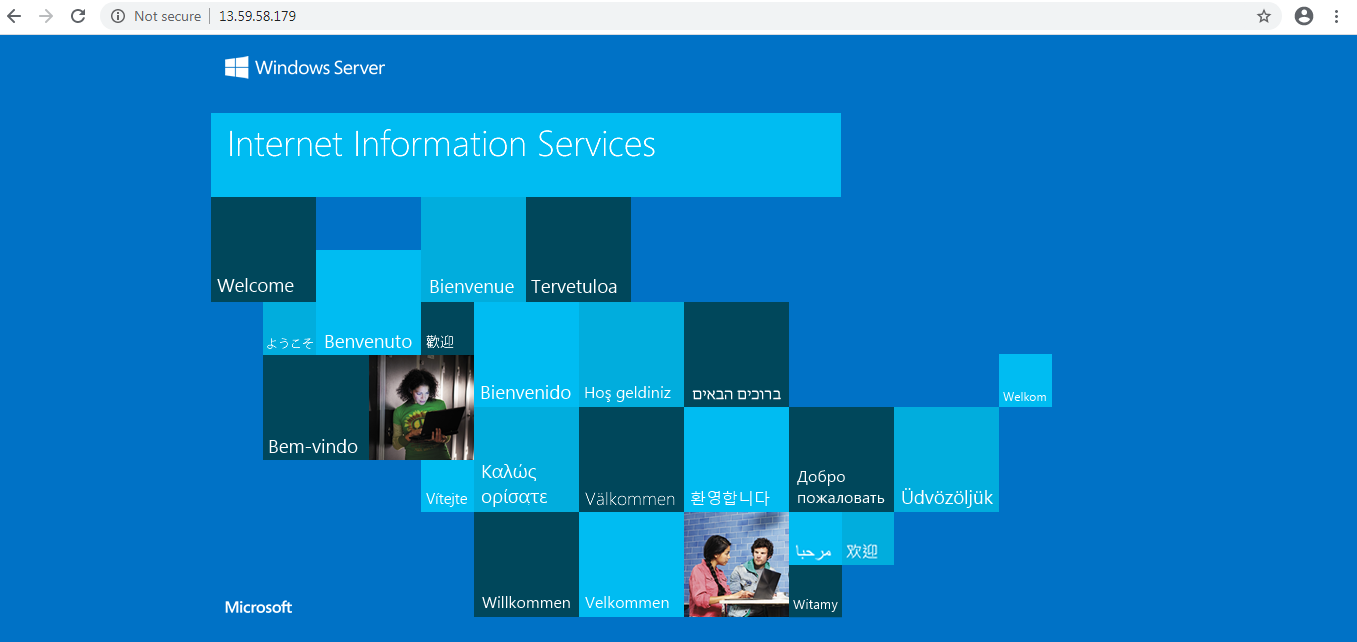 Not secure | 13.59.58.179
Windows Server
Internet Information Services
Welcome
Bienvenue
Tervetuloa
ようこそ
Benvenuto
歡迎
Bienvenido
Hoş geldiniz
ברוכים הבאים
Welkom
Bem-vindo
Vítejte
Καλώς
ορίσατε
Välkommen
환영합니다
Добро
пожаловать
Üdvözöljük
Willkommen
Velkommen
مرحبا
欢迎
Witamy
Microsoft